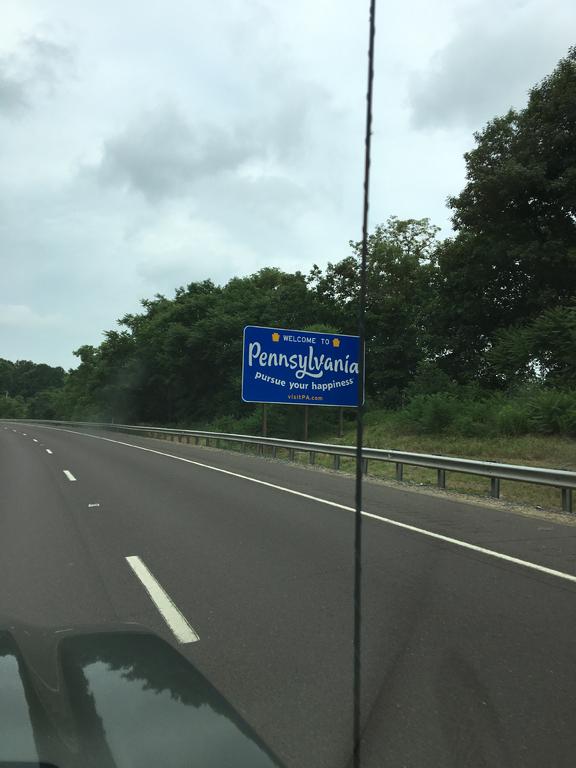 WELCOME TO
Pennsylvania
pursue your happiness
visitPA.com